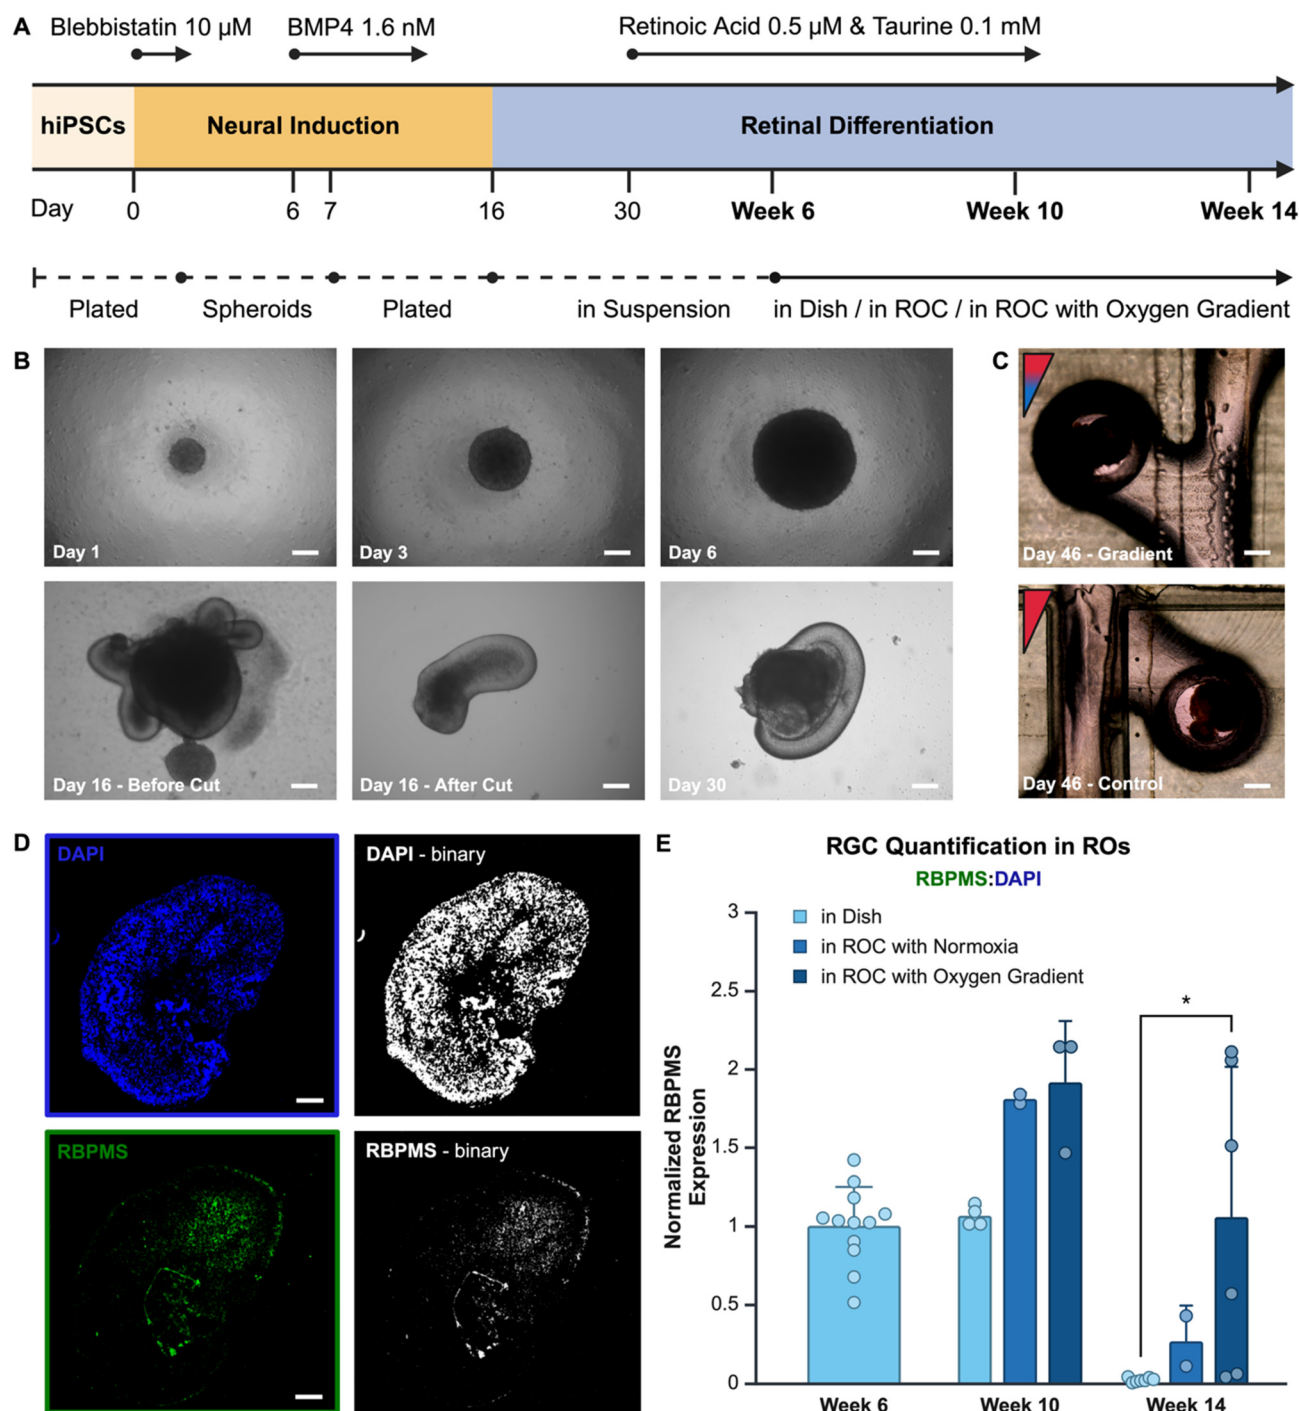 A
Blebbistatin 10 µM
BMP4 1.6 nM
Retinoic Acid 0.5 µM & Taurine 0.1 mM
hiPSCs
Neural Induction
Retinal Differentiation
Day 0 6 7 16 30 Week 6 Week 10 Week 14
Plated
Spheroids
Plated
in Suspension
in Dish / in ROC / in ROC with Oxygen Gradient
B
Day 1
Day 3
Day 6
Day 16 - Before Cut
Day 16 - After Cut
Day 30
C
Day 46 - Gradient
Day 46 - Control
D
DAPI
DAPI - binary
RBPMS
RBPMS - binary
E
RGC Quantification in ROs
RBPMS:DAPI
in Dish
in ROC with Normoxia
in ROC with Oxygen Gradient
Normalized RBPMS
Expression
3
2.5
2
1.5
1
0.5
0
*
Week 6
Week 10
Week 14